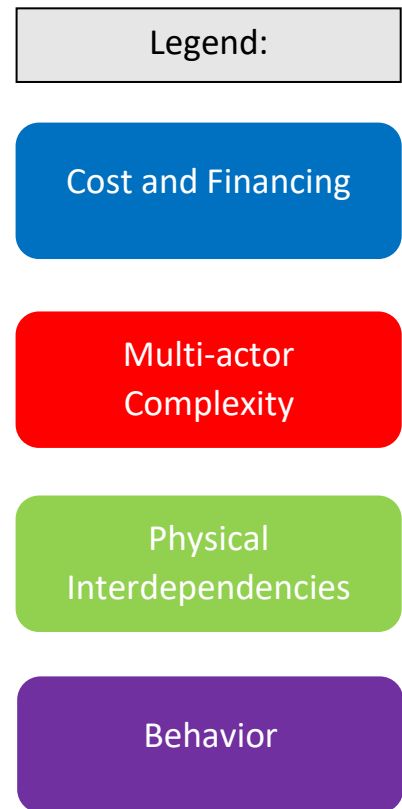 Legend:
Cost and Financing
Multi-actor
Complexity
Physical
Interdependencies
Behavior